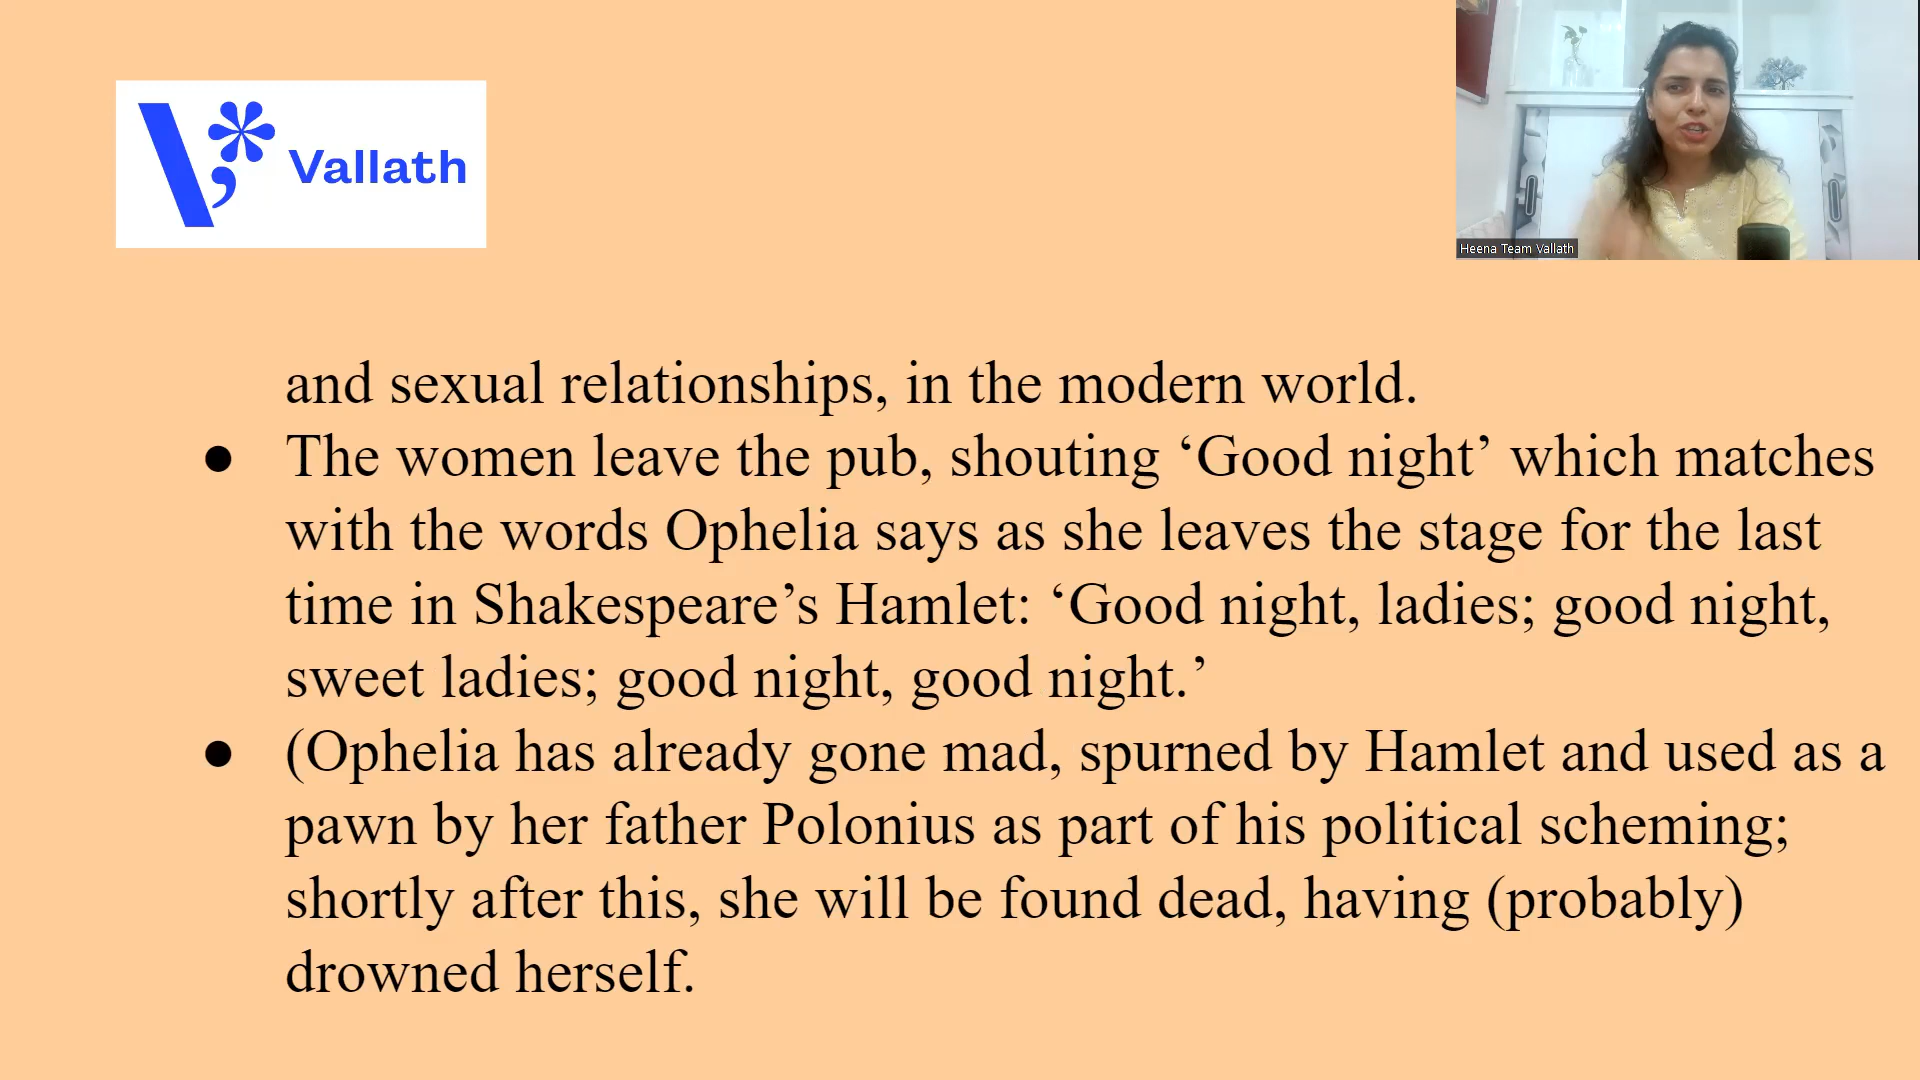 Vallath
Heena Team Vallath
and sexual relationships, in the modern world.
● The women leave the pub, shouting ‘Good night’ which matches
with the words Ophelia says as she leaves the stage for the last
time in Shakespeare’s Hamlet: ‘Good night, ladies; good night,
sweet ladies; good night, good night.’
● (Ophelia has already gone mad, spurned by Hamlet and used as a
pawn by her father Polonius as part of his political scheming;
shortly after this, she will be found dead, having (probably)
drowned herself.